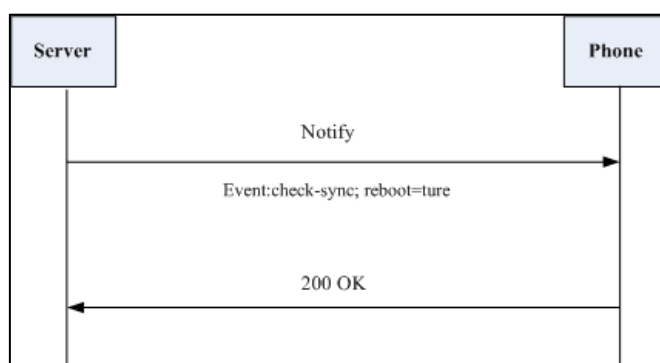 Server
Phone
Notify
Event:check-sync; reboot=ture
200 OK